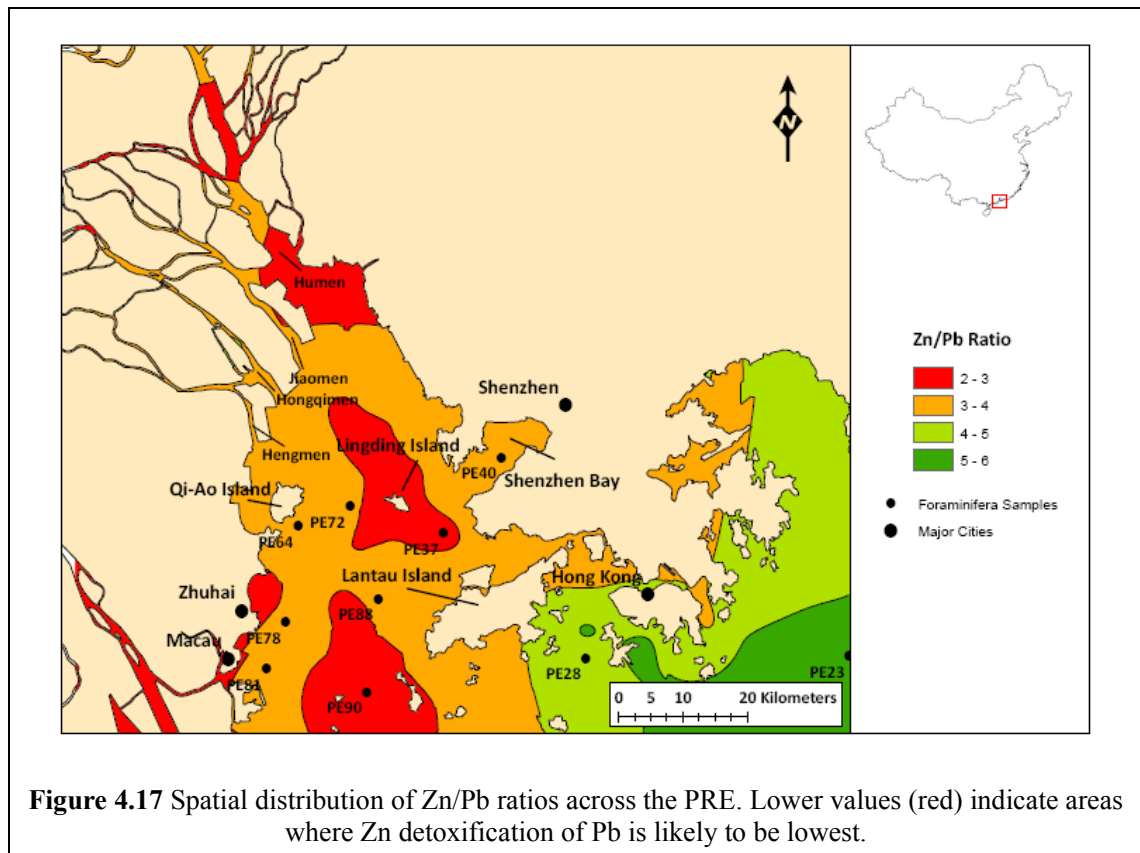 N
Humen
Jiaomen
Hongqimen
Shenzhen
Lingding Island
Hengmen
PE40
Shenzhen Bay
Qi-Ao Island
PE72
PE64
PE37
Lantau Island
Hong Kong
Zhuhai
PE88
PE78
Macau
PE81
PE28
PE23
PE90
0 5 10 20 Kilometers
Zn/Pb Ratio
2 - 3
3 - 4
4 - 5
5 - 6
Foraminifera Samples
Major Cities
Figure 4.17 Spatial distribution of Zn/Pb ratios across the PRE. Lower values (red) indicate areas
where Zn detoxification of Pb is likely to be lowest.